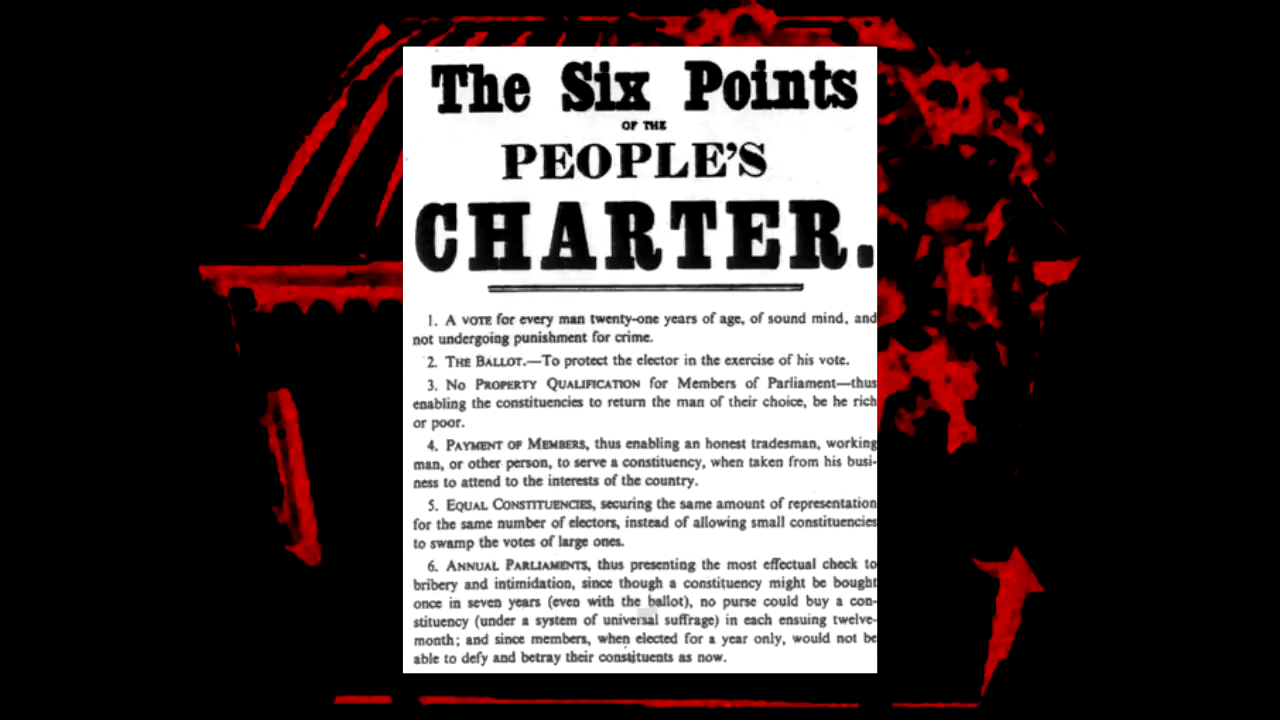 The Six Points
OF THE
PEOPLE'S
CHARTER.
1. A VOTE for every man twenty-one years of age, of sound mind, and
not undergoing punishment for crime.
2. THE BALLOT.—To protect the elector in the exercise of his vote.
3. No PROPERTY QUALIFICATION for Members of Parliament—thus
enabling the constituencies to return the man of their choice, be he rich
or poor.
4. PAYMENT OF MEMBERS, thus enabling an honest tradesman, working
man, or other person, to serve a constituency, when taken from his busi-
ness to attend to the interests of the country.
5. EQUAL CONSTITUENCIES, securing the same amount of representation
for the same number of electors, instead of allowing small constituencies
to swamp the votes of large ones.
6. ANNUAL PARLIAMENTS, thus presenting the most effectual check to
bribery and intimidation, since though a constituency might be bought
once in seven years (even with the ballot), no purse could buy a con-
stituency (under a system of universal suffrage) in each ensuing twelve-
month; and since members, when elected for a year only, would not be
able to defy and betray their constituents as now.